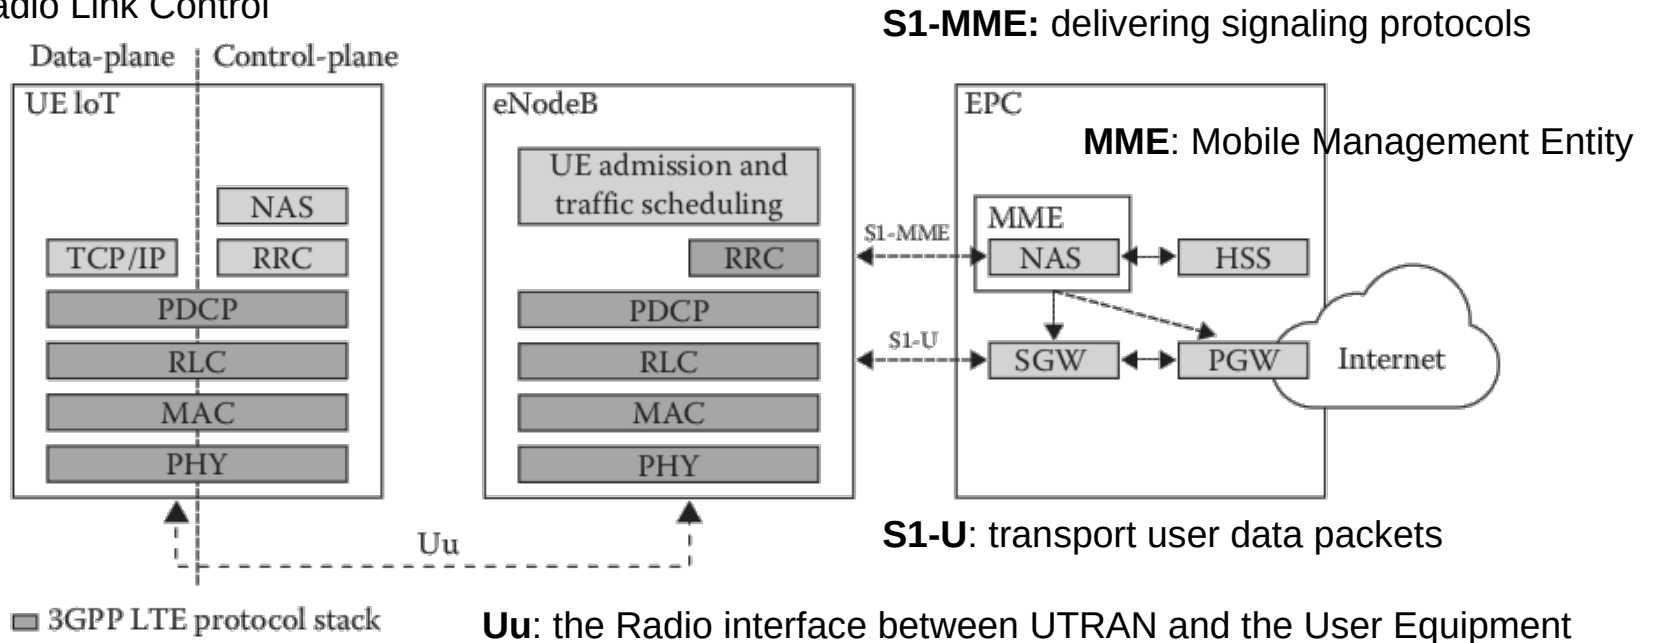 Radio Link Control
S1-MME: delivering signaling protocols
Data-plane Control-plane
UE IoT
eNodeB
EPC
MME: Mobile Management Entity
UE admission and
traffic scheduling
NAS
MME
TCP/IP
RRC
RRC
S1-MME
NAS
HSS
PDCP
PDCP
RLC
RLC
S1-U
SGW
PGW
Internet
MAC
MAC
PHY
PHY
S1-U: transport user data packets
Uu
3GPP LTE protocol stack
Uu: the Radio interface between UTRAN and the User Equipment